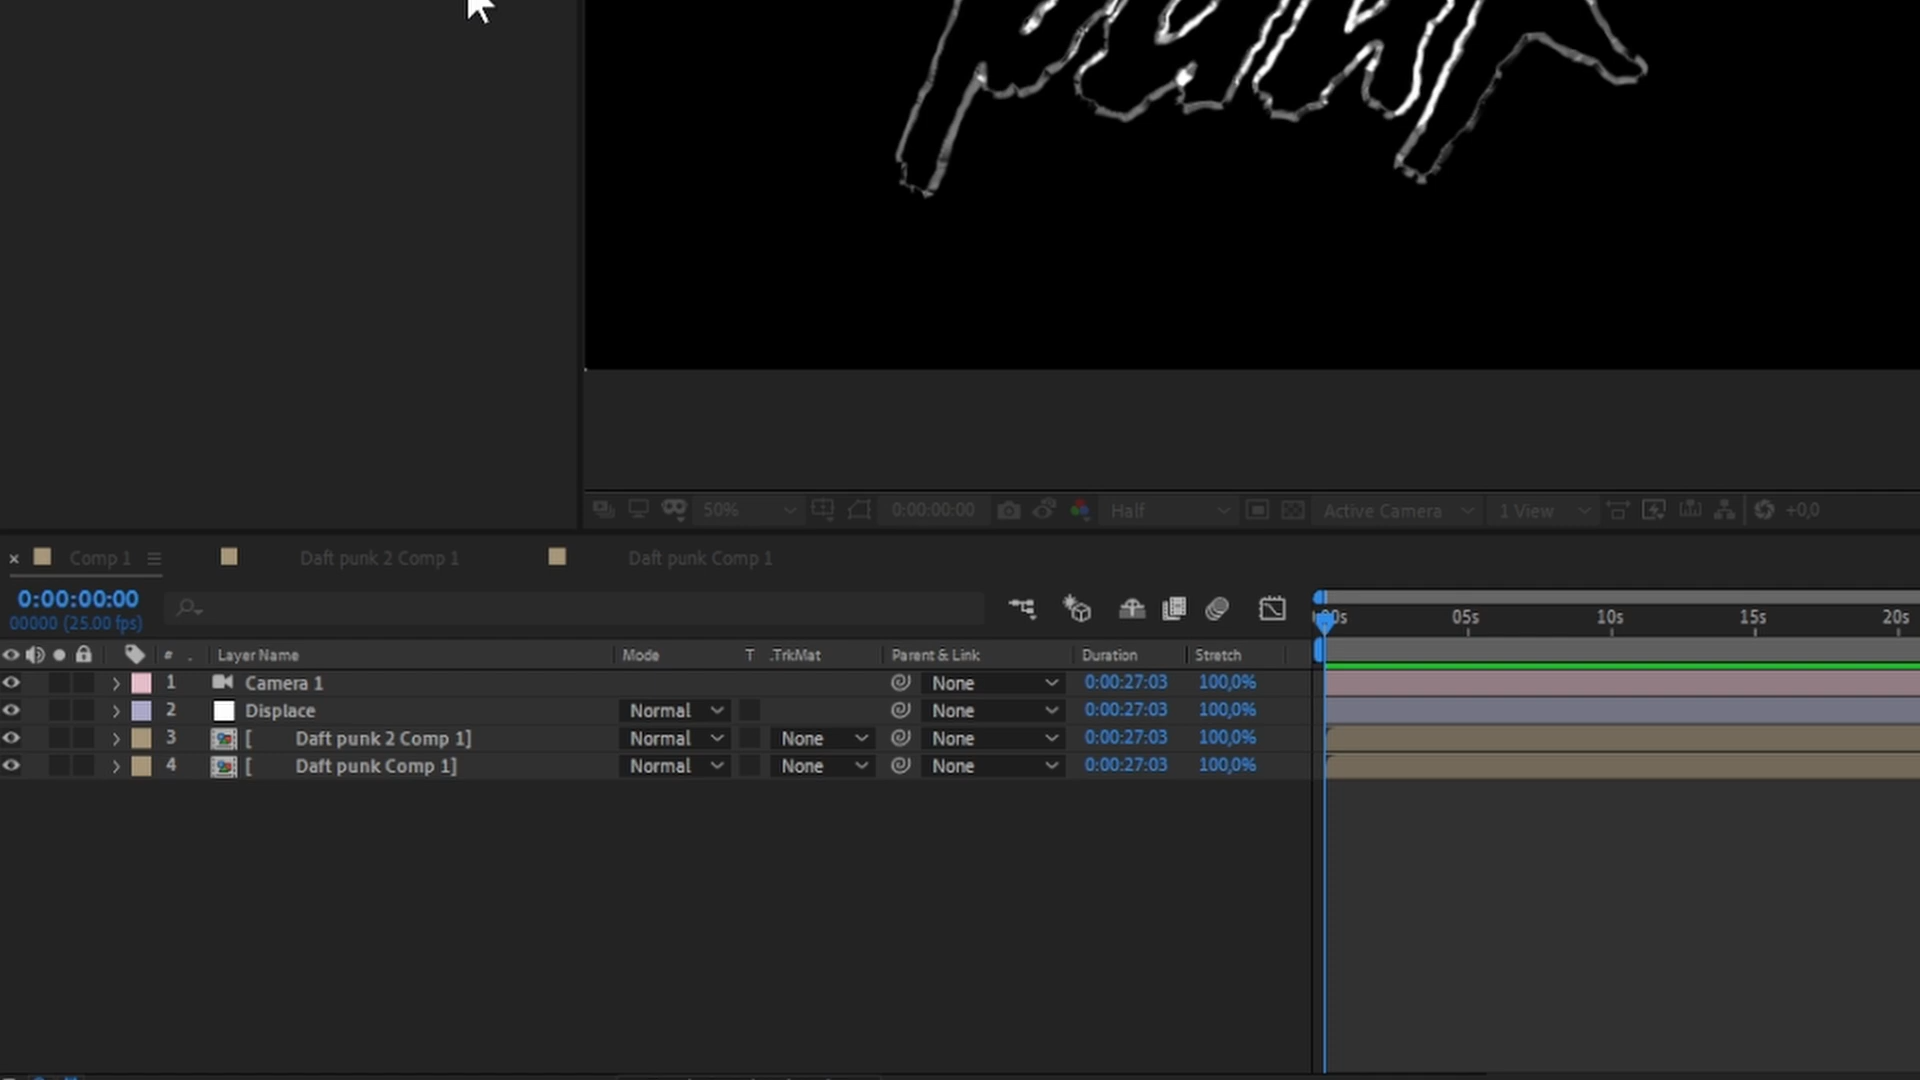 punk
50%
0:00:00:00
Half
Active Camera
1 View
+0,0
Comp 1
Daft punk 2 Comp 1
Daft punk Comp 1
0:00:00:00
00000 (25.00 fps)
05s 10s 15s 20s
# . Layer Name Mode T .TrkMat Parent & Link Duration Stretch
1 Camera 1 None 0:00:27:03 100,0%
2 Displace Normal None 0:00:27:03 100,0%
3 [ Daft punk 2 Comp 1] Normal None None 0:00:27:03 100,0%
4 [ Daft punk Comp 1] Normal None None 0:00:27:03 100,0%